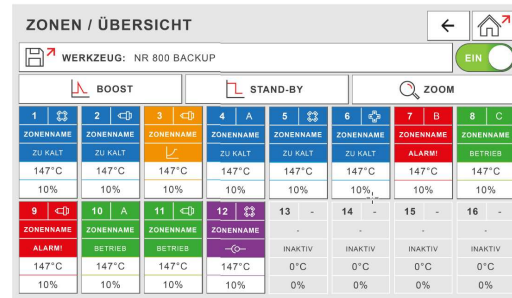 ZONEN / ÜBERSICHT
WERKZEUG: NR 800 BACKUP
EIN
BOOST STAND-BY ZOOM
1 2 3 4 A 5 6 7 B 8 C
ZONENNAME ZONENNAME ZONENNAME ZONENNAME ZONENNAME ZONENNAME ZONENNAME ZONENNAME
ZU KALT ZU KALT ZU KALT ZU KALT ZU KALT ALARM! BETRIEB
147°C 147°C 147°C 147°C 147°C 147°C 147°C 147°C
10% 10% 10% 10% 10% 10% 10% 10%
9 10 A 11 12 13 - 14 - 15 - 16 -
ZONENNAME ZONENNAME ZONENNAME ZONENNAME - - - -
ALARM! BETRIEB BETRIEB INAKTIV INAKTIV INAKTIV INAKTIV
147°C 147°C 147°C 147°C 0°C 0°C 0°C 0°C
10% 10% 10% 10% 0% 0% 0% 0%